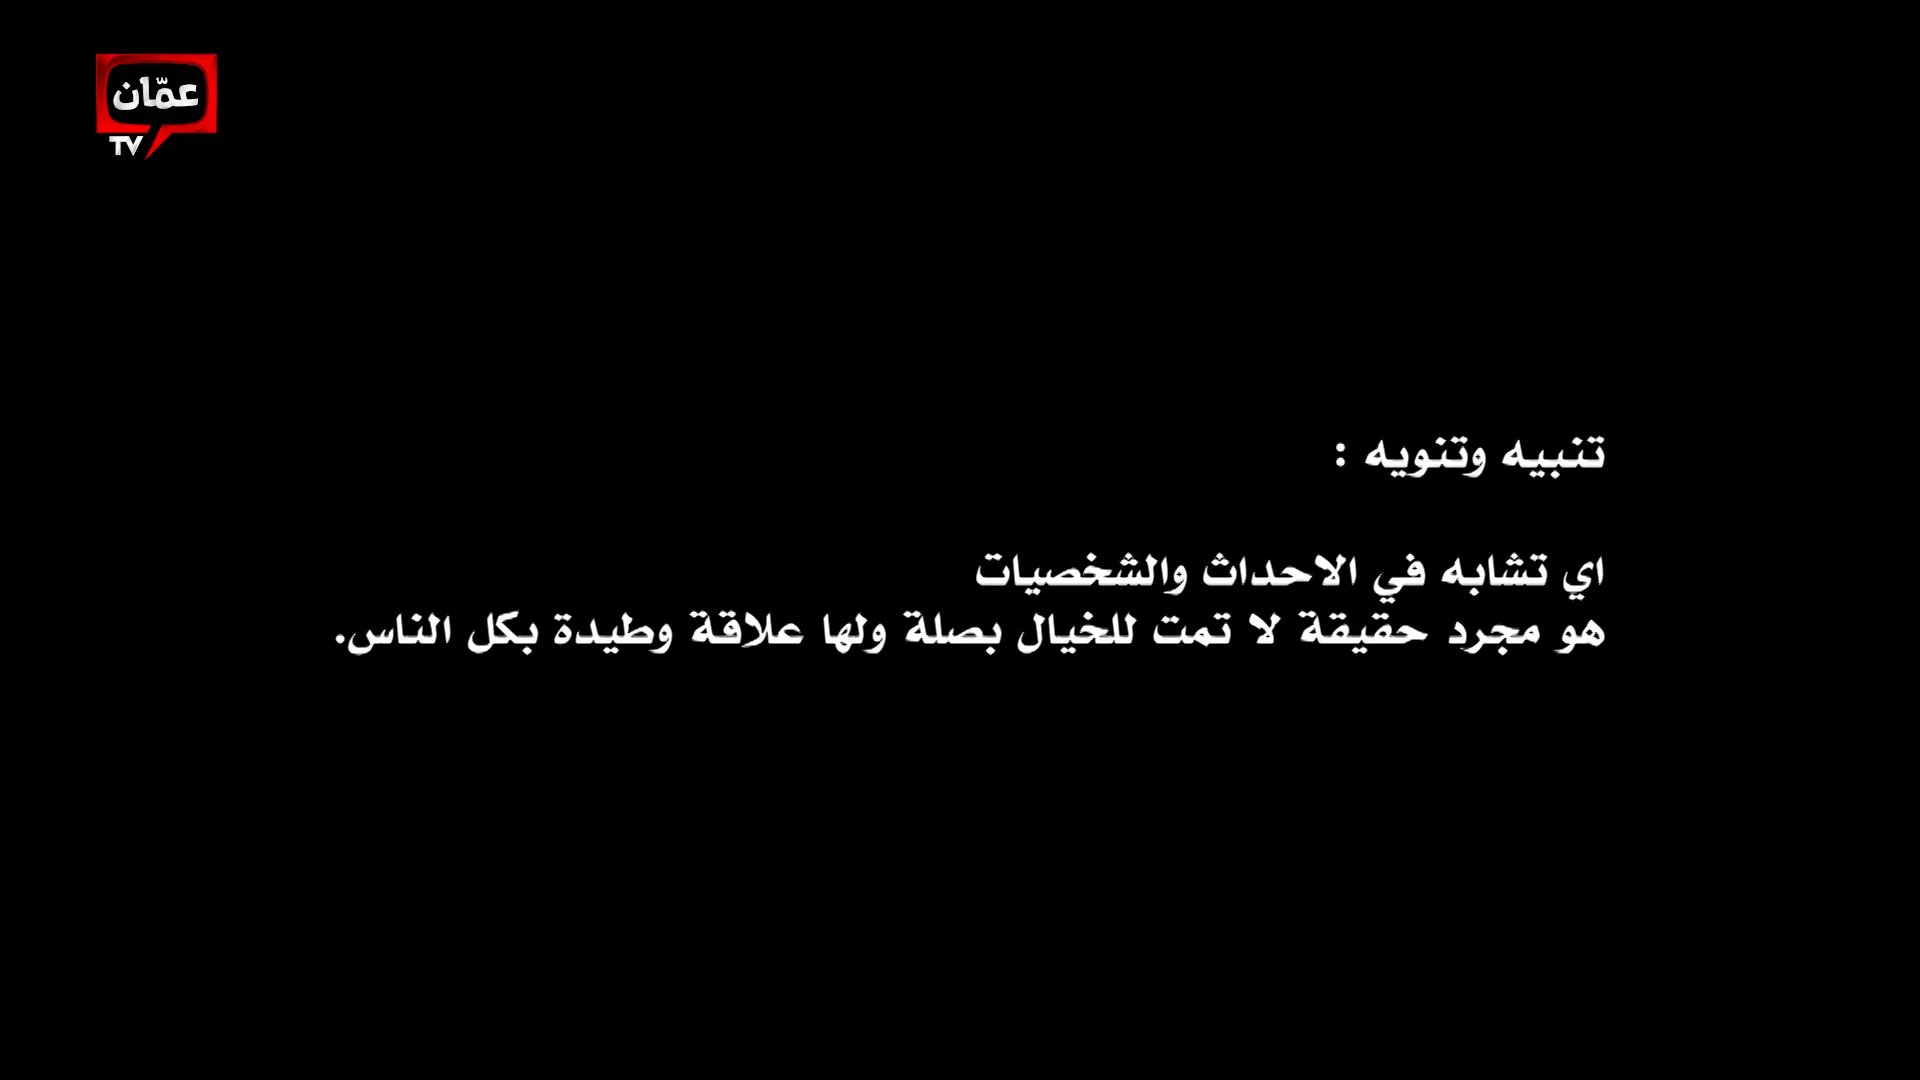 عمّان
TV
تنبيه وتنويه :
اي تشابه في الاحداث والشخصيات
هو مجرد حقيقة لا تمت للخيال بصلة ولها علاقة وطيدة بكل الناس.